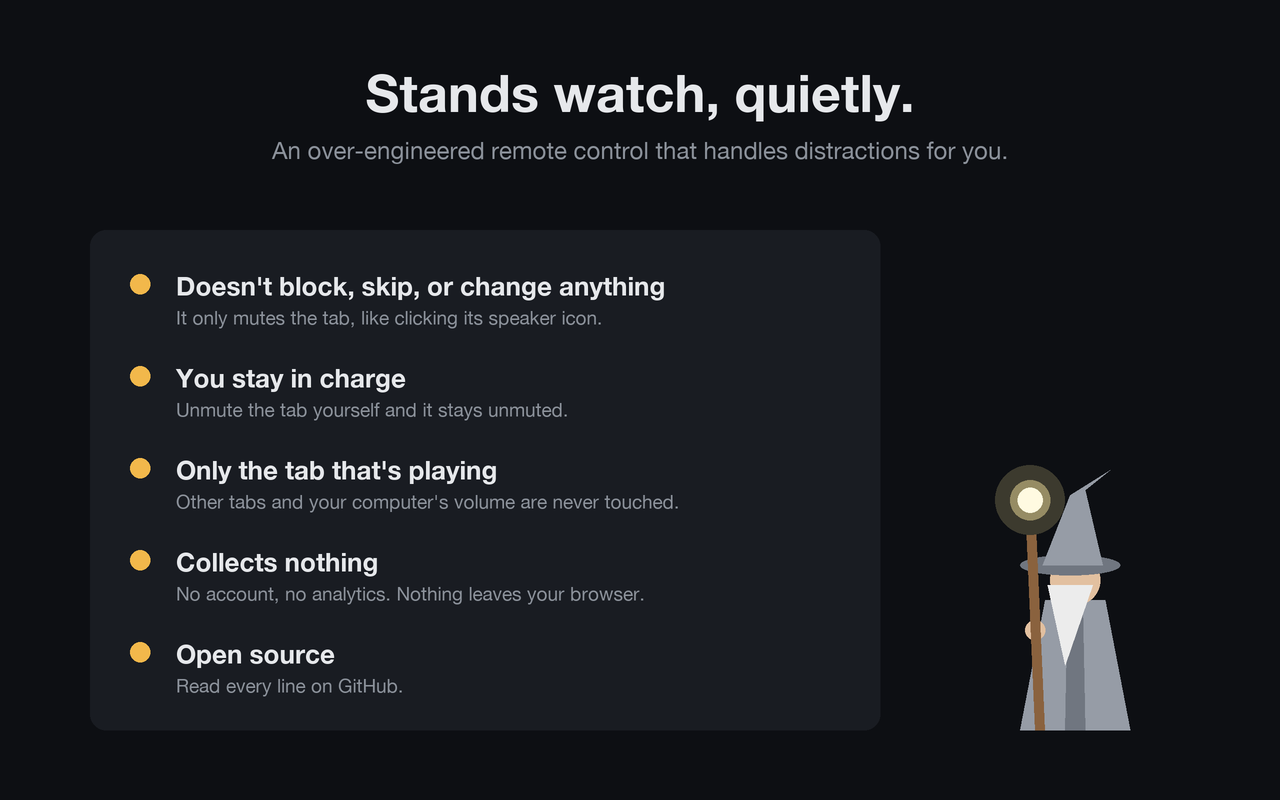 Stands watch, quietly.
An over-engineered remote control that handles distractions for you.
Doesn't block, skip, or change anything
It only mutes the tab, like clicking its speaker icon.
You stay in charge
Unmute the tab yourself and it stays unmuted.
Only the tab that's playing
Other tabs and your computer's volume are never touched.
Collects nothing
No account, no analytics. Nothing leaves your browser.
Open source
Read every line on GitHub.